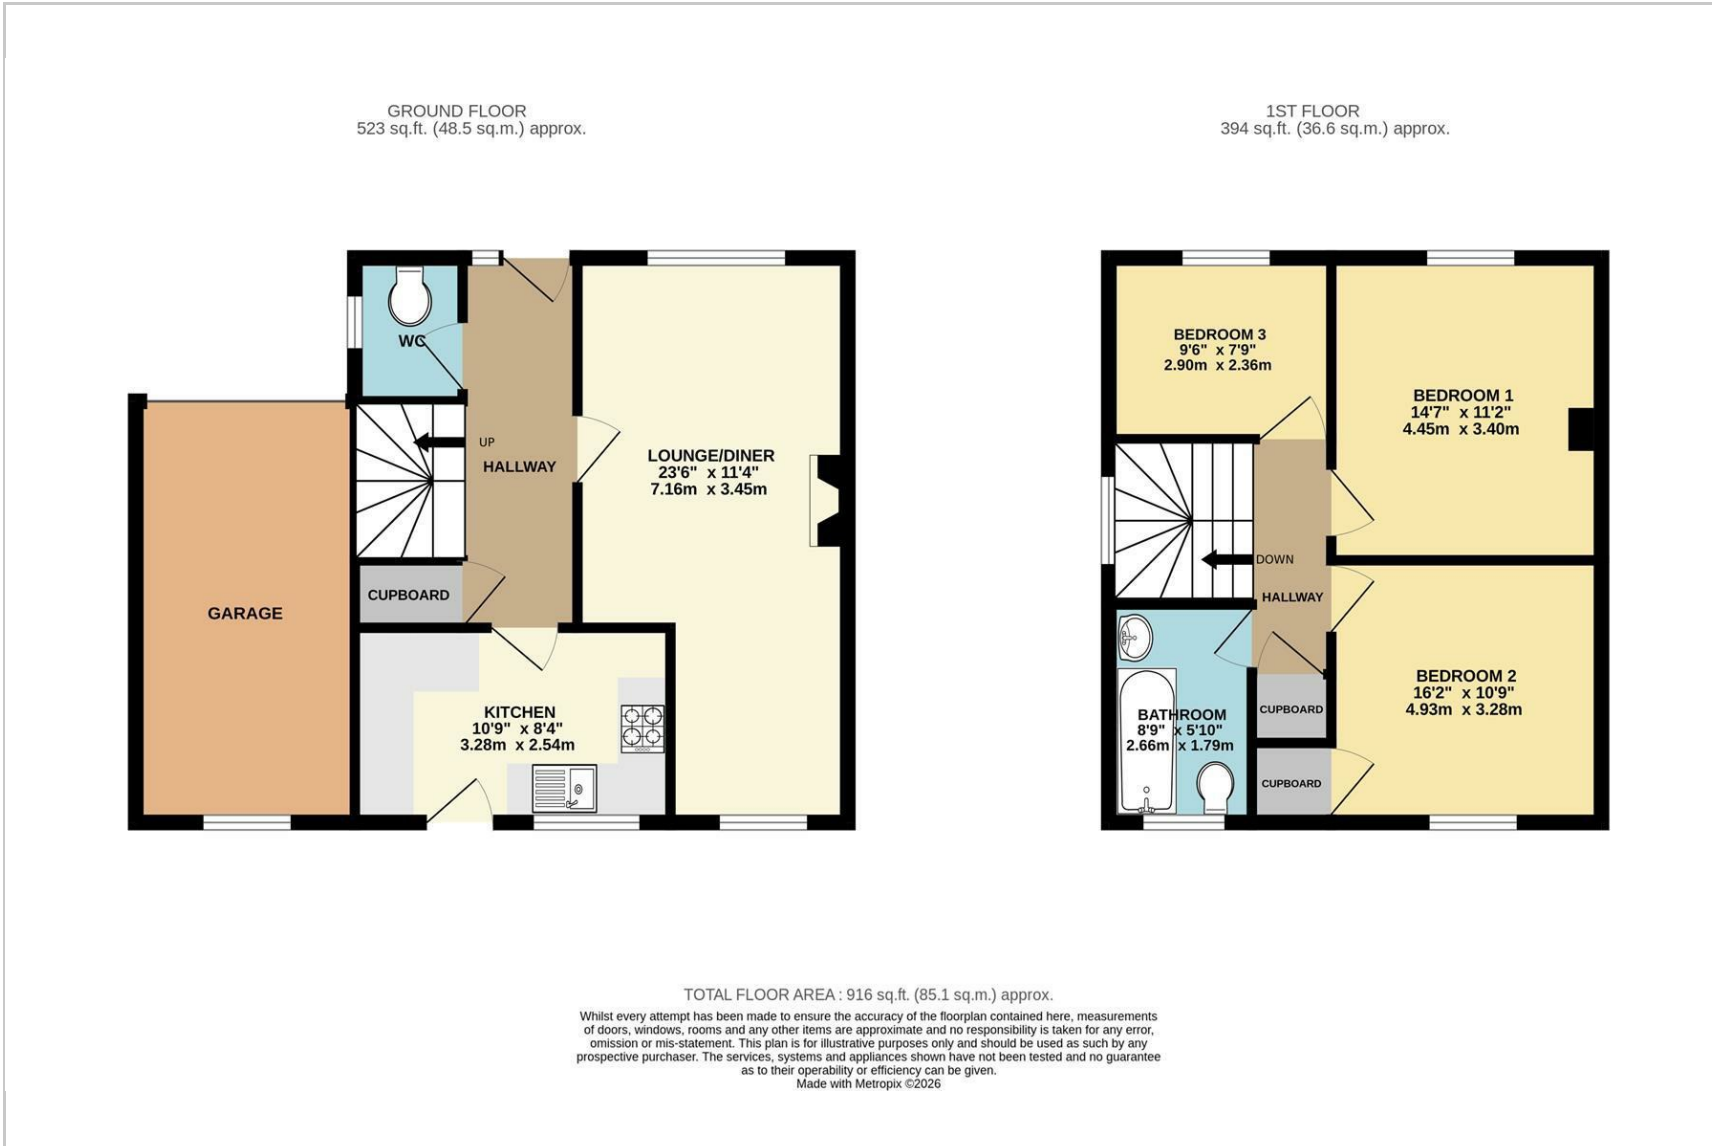 GROUND FLOOR
523 sq.ft. (48.5 sq.m.) approx.
1ST FLOOR
394 sq.ft. (36.6 sq.m.) approx.
WC
UP
HALLWAY
LOUNGE/DINER
23'6" x 11'4"
7.16m x 3.45m
CUPBOARD
GARAGE
KITCHEN
10'9" x 8'4"
3.28m x 2.54m
BEDROOM 3
9'6" x 7'9"
2.90m x 2.36m
BEDROOM 1
14'7" x 11'2"
4.45m x 3.40m
DOWN
HALLWAY
BEDROOM 2
16'2" x 10'9"
4.93m x 3.28m
BATHROOM
8'9" x 5'10"
2.66m x 1.79m
CUPBOARD
CUPBOARD
TOTAL FLOOR AREA : 916 sq.ft. (85.1 sq.m.) approx.
Whilst every attempt has been made to ensure the accuracy of the floorplan contained here, measurements
of doors, windows, rooms and any other items are approximate and no responsibility is taken for any error,
omission or mis-statement. This plan is for illustrative purposes only and should be used as such by any
prospective purchaser. The services, systems and appliances shown have not been tested and no guarantee
as to their operability or efficiency can be given.
Made with Metropix ©2026